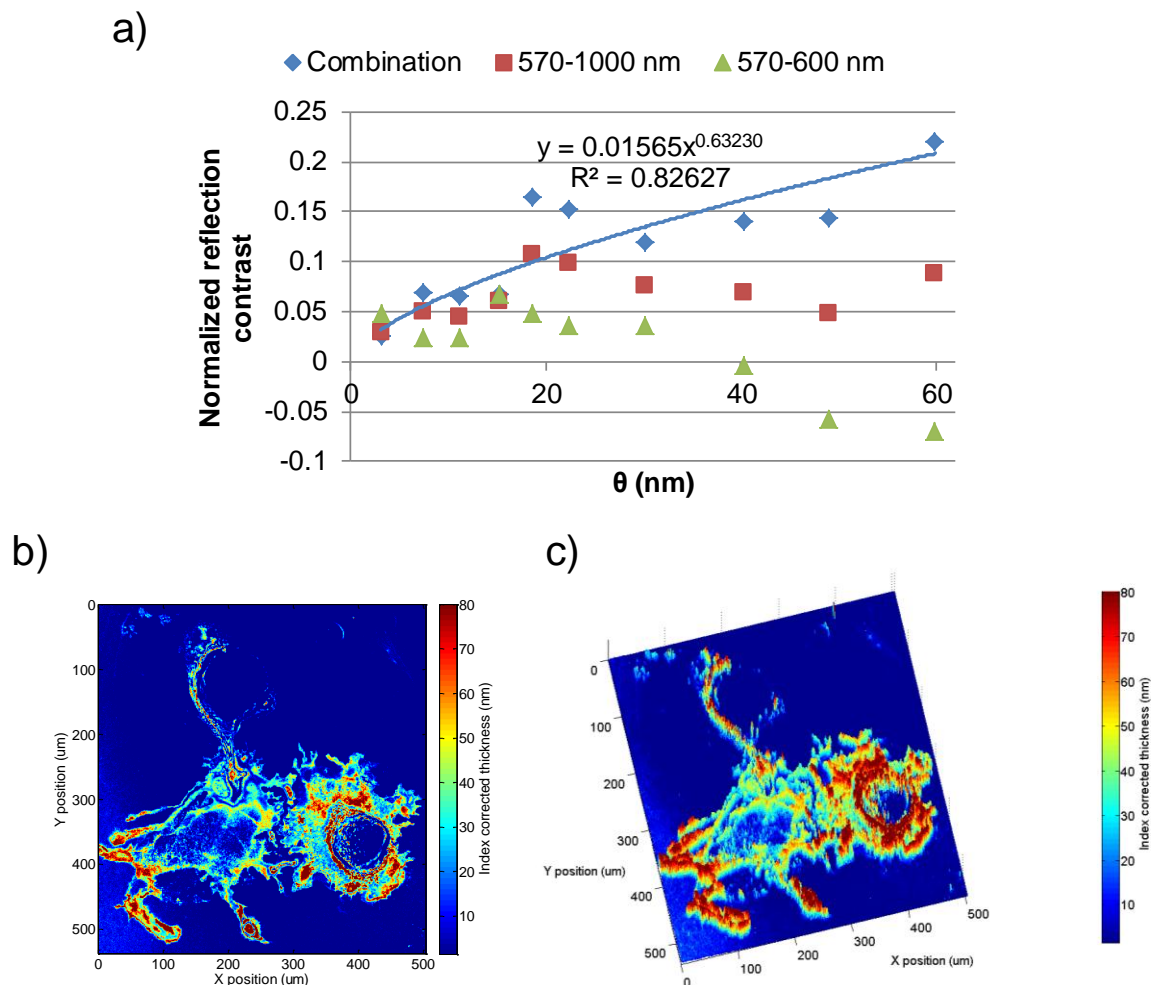 a)
Combination 570-1000 nm 570-600 nm
0.25
0.2
0.15
0.1
0.05
0
-0.05
-0.1
y = 0.01565x^0.63230
R² = 0.82627
0 20 40 60
Normalized reflection
contrast
θ (nm)
b)
0
100
200
300
400
500
Y position (um)
0 100 200 300 400 500
X position (um)
80
70
60
50
40
30
20
10
Index corrected thickness (nm)
c)
0
100
200
300
400
500
Y position (um)
0
100
200
300
400
500
X position (um)
80
70
60
50
40
30
20
10
Index corrected thickness (nm)